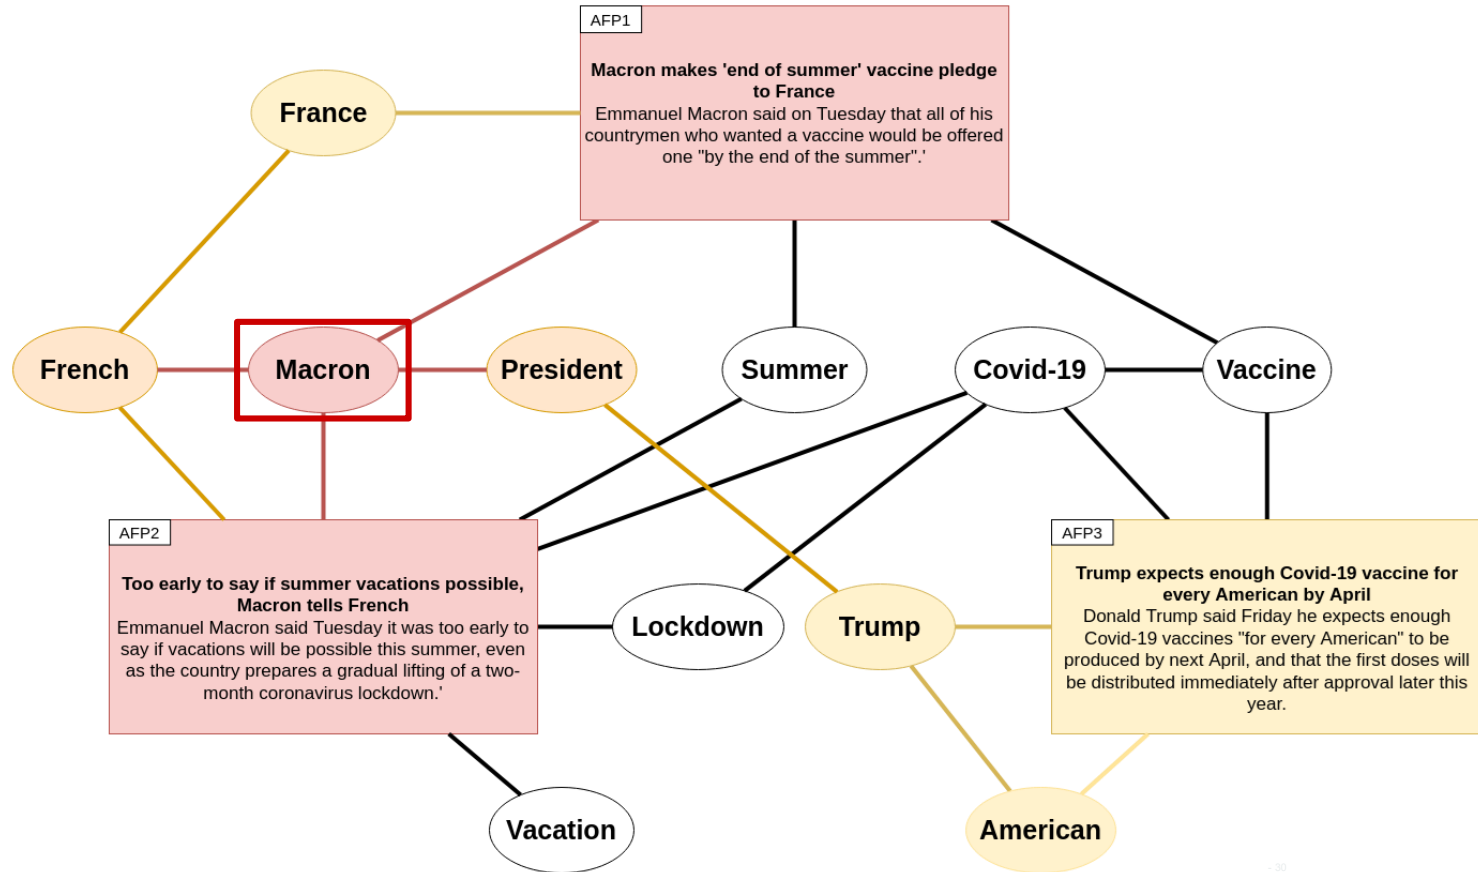 AFP1
Macron makes 'end of summer' vaccine pledge
to France
Emmanuel Macron said on Tuesday that all of his
countrymen who wanted a vaccine would be offered
one "by the end of the summer".'
France
French
Macron
President
Summer
Covid-19
Vaccine
AFP2
Too early to say if summer vacations possible,
Macron tells French
Emmanuel Macron said Tuesday it was too early to
say if vacations will be possible this summer, even
as the country prepares a gradual lifting of a two-
month coronavirus lockdown.'
Lockdown
Trump
AFP3
Trump expects enough Covid-19 vaccine for
every American by April
Donald Trump said Friday he expects enough
Covid-19 vaccines "for every American" to be
produced by next April, and that the first doses will
be distributed immediately after approval later this
year.
Vacation
American
- 30